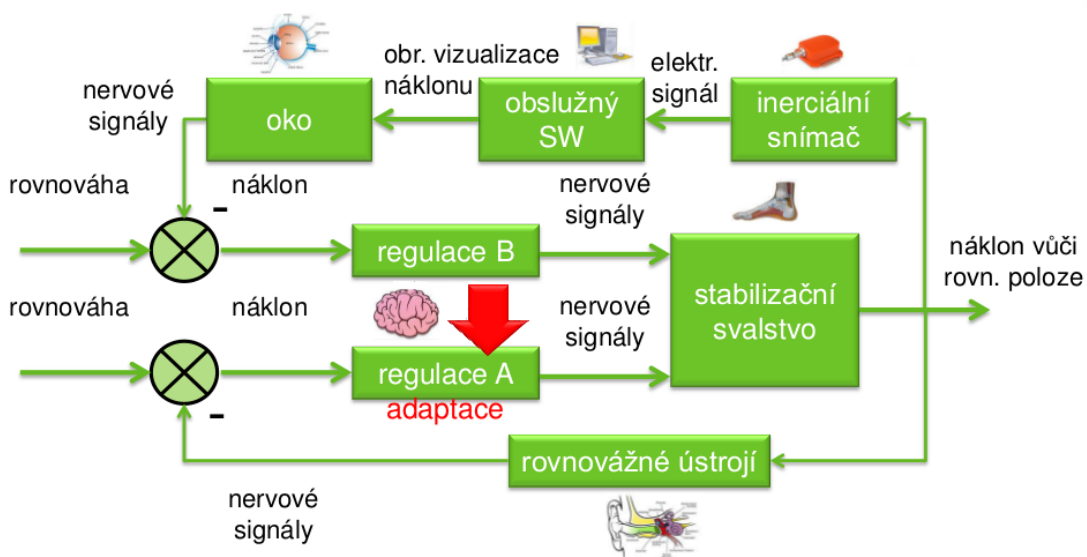 obr. vizualizace
náklonu
elektr.
signál
nervové
signály
oko
obslužný
SW
inerciální
snímač
rovnováha
náklon
nervové
signály
-
regulace B
náklon vůči
rovn. poloze
rovnováha
náklon
nervové
signály
stabilizační
svalstvo
regulace A
adaptace
-
rovnovážné ústrojí
nervové
signály